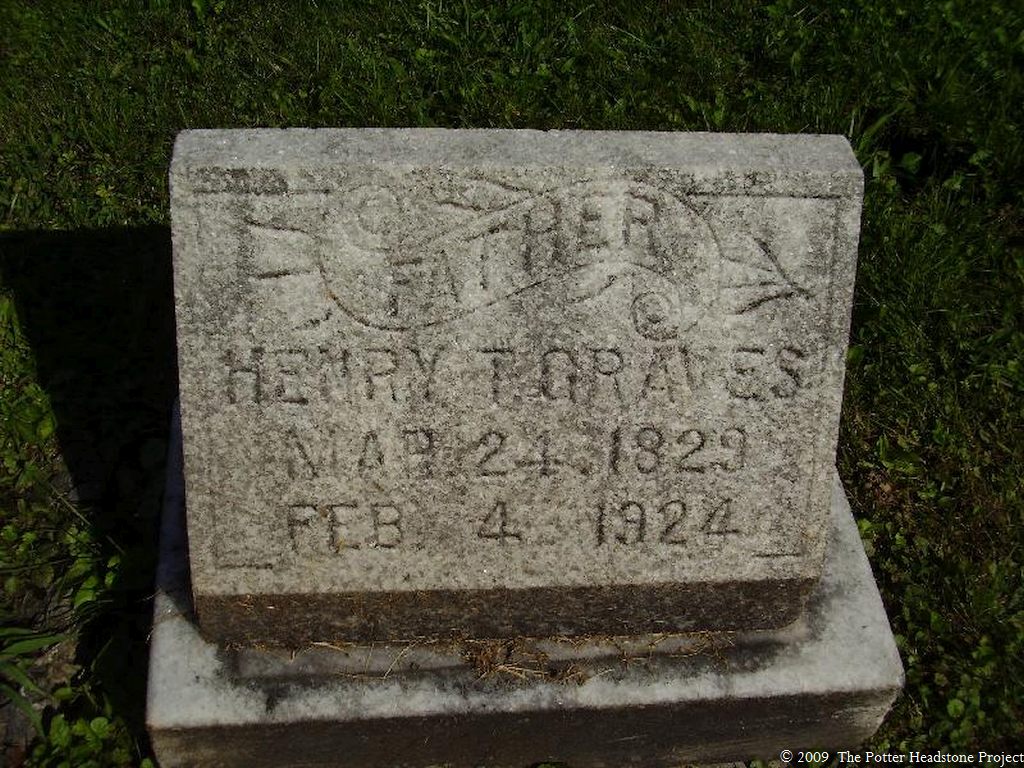 FATHER
HENRY T. GRAVES
MAR. 24. 1829
FEB. 4. 1924
© 2009 The Potter Headstone Project